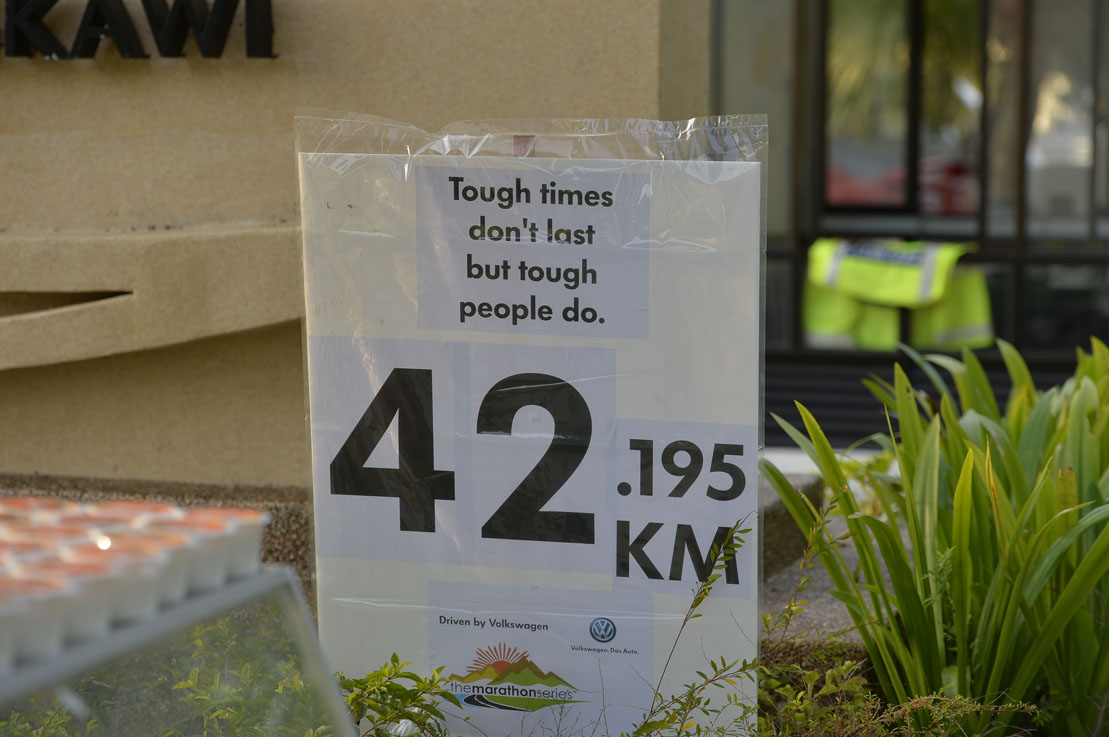 KAWI
Tough times
don't last
but tough
people do.
42
.195
KM
Driven by Volkswagen
Volkswagen. Das Auto.
themarathonseries